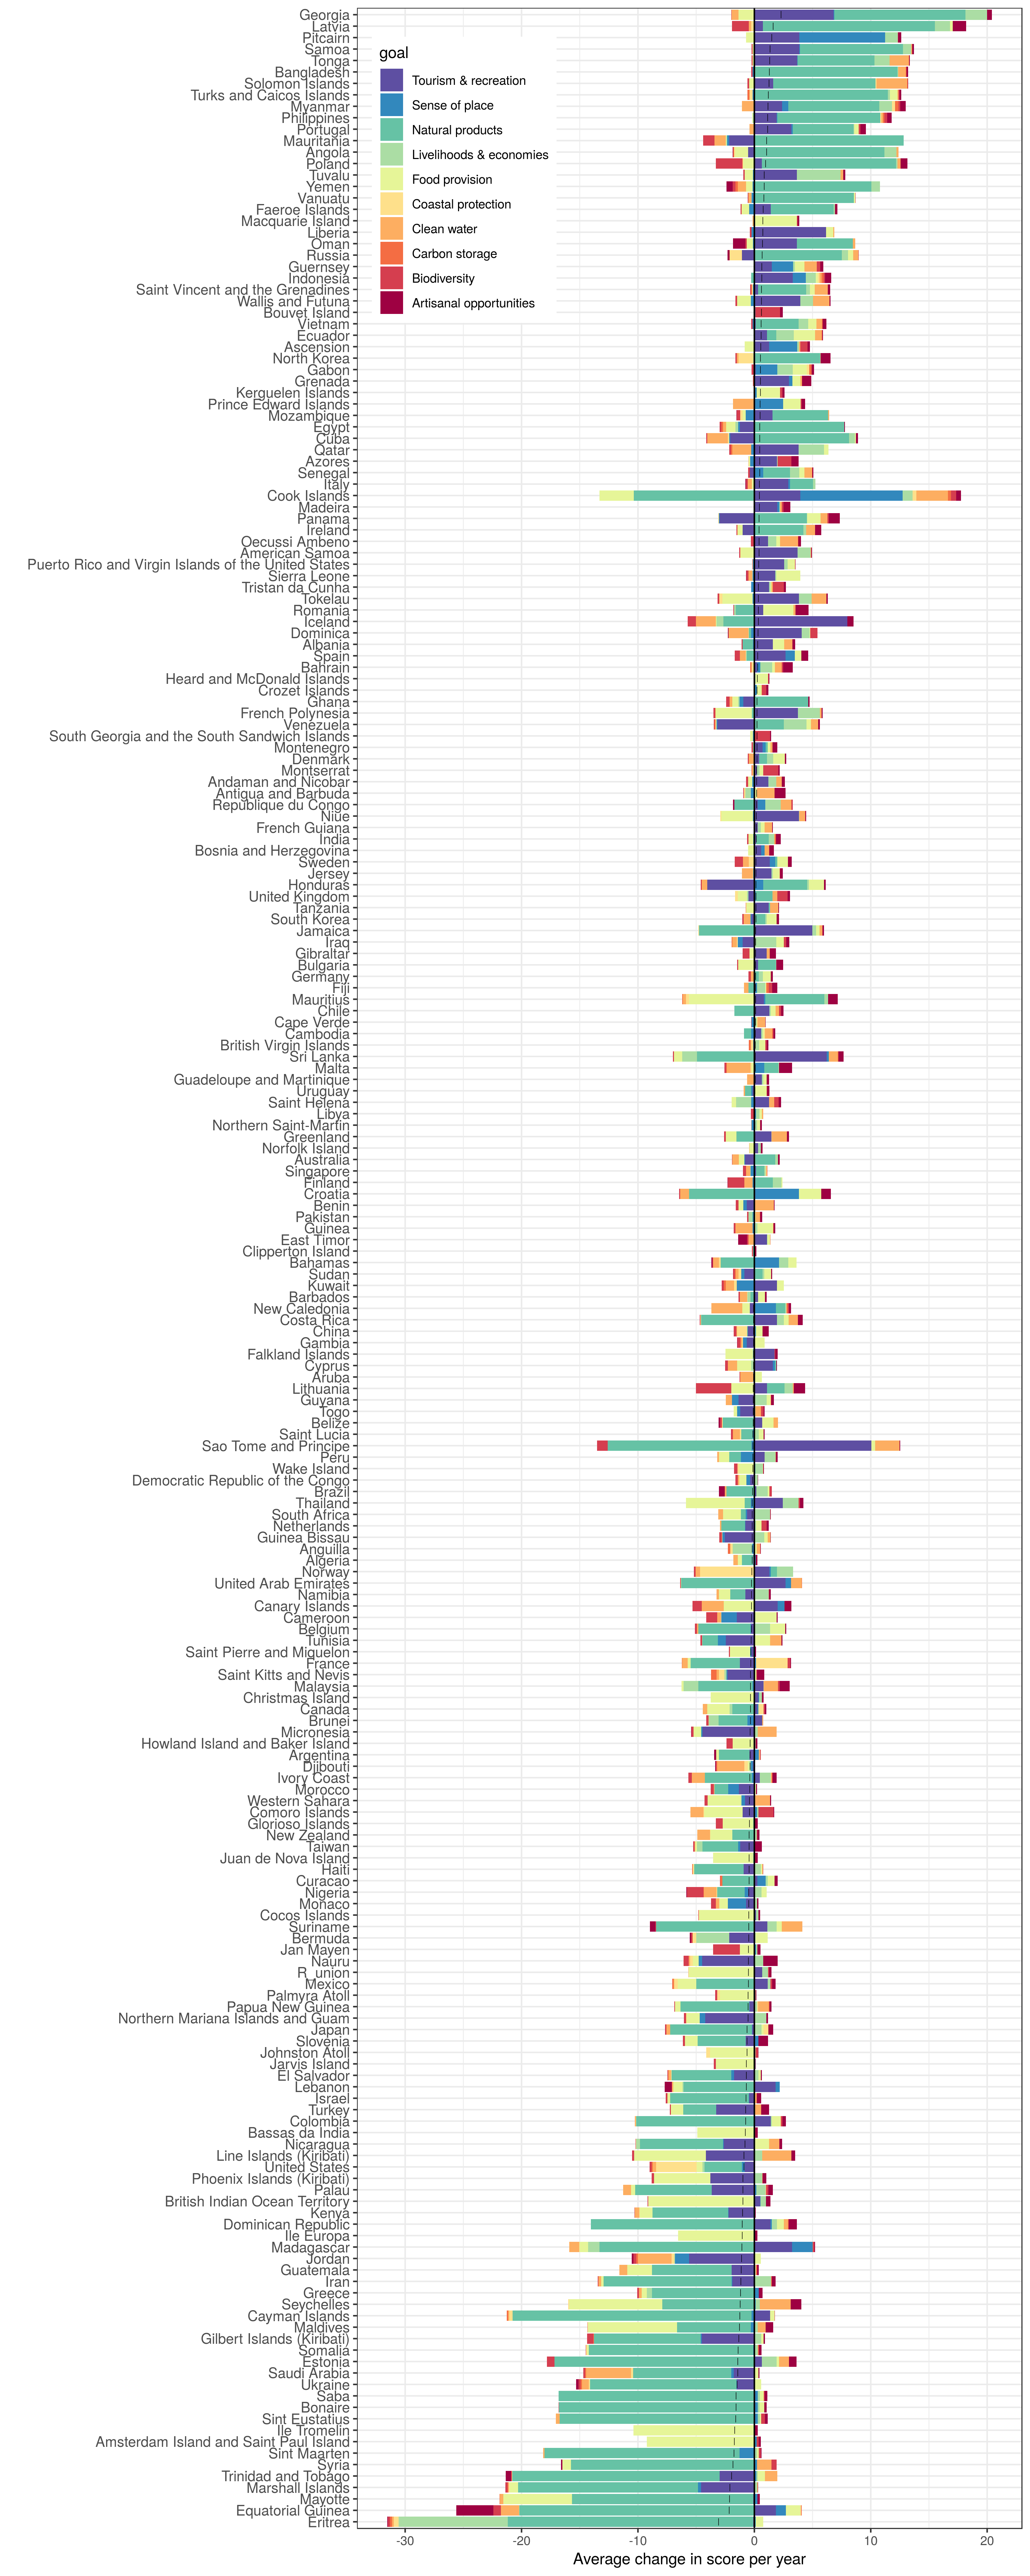 Georgia
Latvia
Pitcairn
Samoa
Tonga
Bangladesh
Solomon Islands
Turks and Caicos Islands
Myanmar
Philippines
Portugal
Mauritania
Angola
Poland
Tuvalu
Yemen
Vanuatu
Faeroe Islands
Macquarie Island
Liberia
Oman
Russia
Guernsey
Indonesia
Saint Vincent and the Grenadines
Wallis and Futuna
Bouvet Island
Vietnam
Ecuador
Ascension
North Korea
Gabon
Grenada
Kerguelen Islands
Prince Edward Islands
Mozambique
Egypt
Cuba
Qatar
Azores
Senegal
Italy
Cook Islands
Madeira
Panama
Ireland
Oecussi Ambeno
American Samoa
Puerto Rico and Virgin Islands of the United States
Sierra Leone
Tristan da Cunha
Tokelau
Romania
Iceland
Dominica
Albania
Spain
Bahrain
Heard and McDonald Islands
Crozet Islands
Ghana
French Polynesia
Venezuela
South Georgia and the South Sandwich Islands
Montenegro
Denmark
Montserrat
Andaman and Nicobar
Antigua and Barbuda
Republique du Congo
Niue
French Guiana
India
Bosnia and Herzegovina
Sweden
Jersey
Honduras
United Kingdom
Tanzania
South Korea
Jamaica
Iraq
Gibraltar
Bulgaria
Germany
Fiji
Mauritius
Chile
Cape Verde
Cambodia
British Virgin Islands
Sri Lanka
Malta
Guadeloupe and Martinique
Uruguay
Saint Helena
Libya
Northern Saint-Martin
Greenland
Norfolk Island
Australia
Singapore
Finland
Croatia
Benin
Pakistan
Guinea
East Timor
Clipperton Island
Bahamas
Sudan
Kuwait
Barbados
New Caledonia
Costa Rica
China
Gambia
Falkland Islands
Cyprus
Aruba
Lithuania
Guyana
Togo
Belize
Saint Lucia
Sao Tome and Principe
Peru
Wake Island
Democratic Republic of the Congo
Brazil
Thailand
South Africa
Netherlands
Guinea Bissau
Anguilla
Algeria
Norway
United Arab Emirates
Namibia
Canary Islands
Cameroon
Belgium
Tunisia
Saint Pierre and Miquelon
France
Saint Kitts and Nevis
Malaysia
Christmas Island
Canada
Brunei
Micronesia
Howland Island and Baker Island
Argentina
Djibouti
Ivory Coast
Morocco
Western Sahara
Comoro Islands
Glorioso Islands
New Zealand
Taiwan
Juan de Nova Island
Haiti
Curacao
Nigeria
Monaco
Cocos Islands
Suriname
Bermuda
Jan Mayen
Nauru
R_union
Mexico
Palmyra Atoll
Papua New Guinea
Northern Mariana Islands and Guam
Japan
Slovenia
Johnston Atoll
Jarvis Island
El Salvador
Lebanon
Israel
Turkey
Colombia
Bassas da India
Nicaragua
Line Islands (Kiribati)
United States
Phoenix Islands (Kiribati)
Palau
British Indian Ocean Territory
Kenya
Dominican Republic
Ile Europa
Madagascar
Jordan
Guatemala
Iran
Greece
Seychelles
Cayman Islands
Maldives
Gilbert Islands (Kiribati)
Somalia
Estonia
Saudi Arabia
Ukraine
Saba
Bonaire
Sint Eustatius
Ile Tromelin
Amsterdam Island and Saint Paul Island
Sint Maarten
Syria
Trinidad and Tobago
Marshall Islands
Mayotte
Equatorial Guinea
Eritrea
goal
Tourism & recreation
Sense of place
Natural products
Livelihoods & economies
Food provision
Coastal protection
Clean water
Carbon storage
Biodiversity
Artisanal opportunities
-30 -20 -10 0 10 20
Average change in score per year